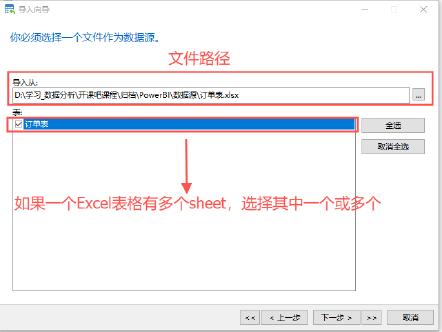 导入向导
你必须选择一个文件作为数据源。
文件路径
导入从:
D:\学习_数据分析\开课吧课程\归档\PowerBI\数据源\订单表.xlsx
...
表:
订单表
全选
取消全选
如果一个Excel表格有多个sheet，选择其中一个或多个
<< < 上一步 下一步 > >> 取消